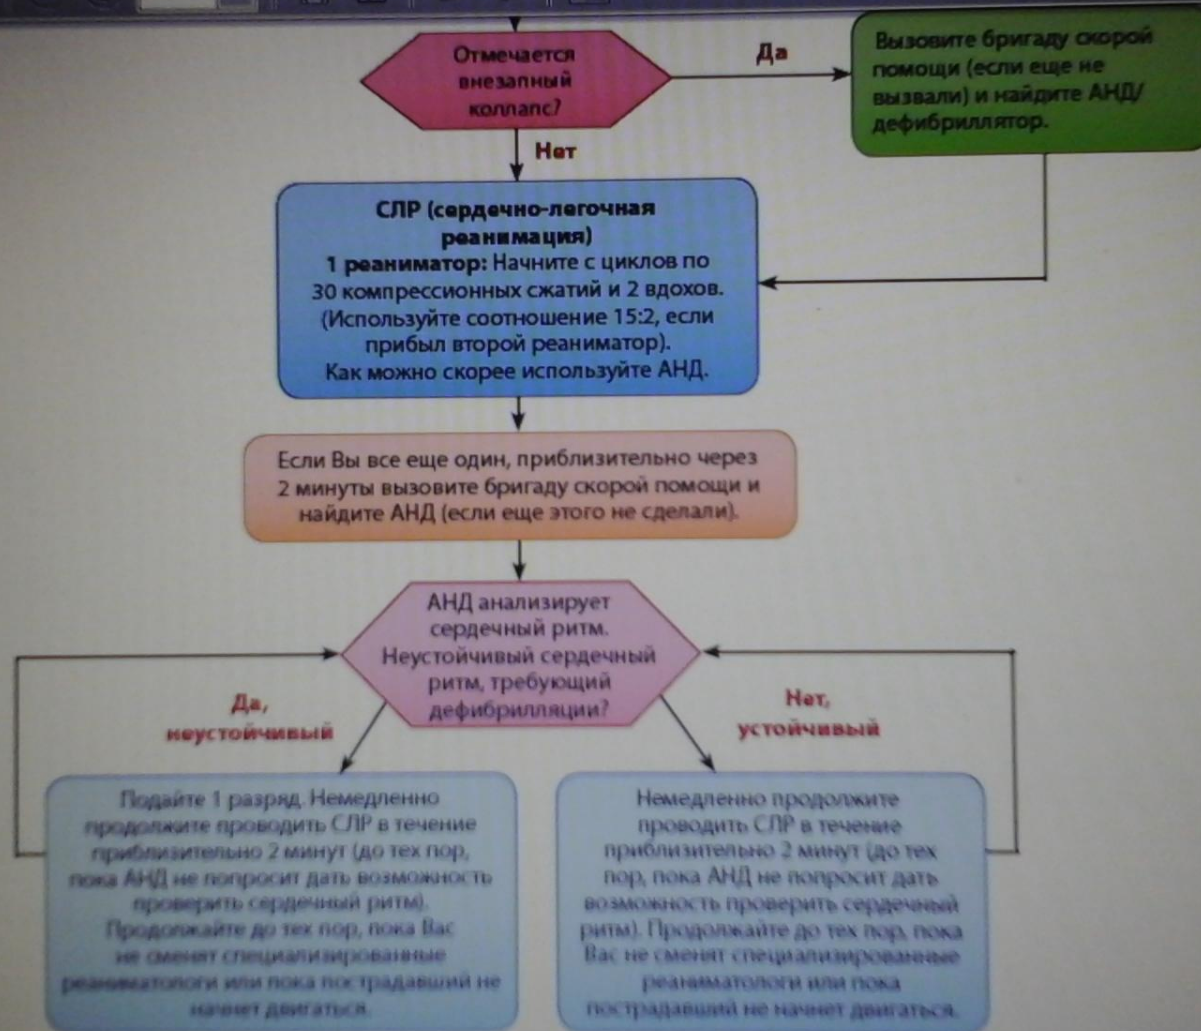 Отмечается
внезапный
коллапс?
Да
Вызовите бригаду скорой
помощи (если еще не
вызвали) и найдите АНД/
дефибриллятор.
Нет
СЛР (сердечно-легочная
реанимация)
1 реаниматор: Начните с циклов по
30 компрессионных сжатий и 2 вдохов.
(Используйте соотношение 15:2, если
прибыл второй реаниматор).
Как можно скорее используйте АНД.
Если Вы все еще один, приблизительно через
2 минуты вызовите бригаду скорой помощи и
найдите АНД (если еще этого не сделали).
АНД анализирует
сердечный ритм.
Неустойчивый сердечный
ритм, требующий
дефибрилляции?
Да,
неустойчивый
Нет,
устойчивый
Подайте 1 разряд. Немедленно
продолжите проводить СЛР в течение
приблизительно 2 минут (до тех пор,
пока АНД не попросит дать возможность
проверить сердечный ритм).
Продолжайте до тех пор, пока Вас
не сменят специализированные
реаниматологи или пока пострадавший не
начнет двигаться.
Немедленно продолжите
проводить СЛР в течение
приблизительно 2 минут (до тех
пор, пока АНД не попросит дать
возможность проверить сердечный
ритм). Продолжайте до тех пор, пока
Вас не сменят специализированные
реаниматологи или пока
пострадавший не начнет двигаться.